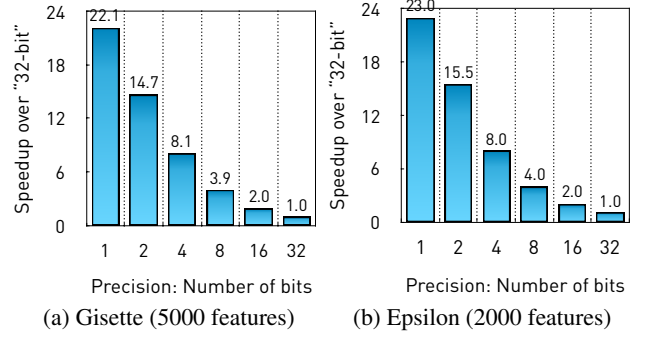 24
18
12
6
0
Speedup over "32-bit"
22.1
14.7
8.1
3.9
2.0
1.0
1 2 4 8 16 32
Precision: Number of bits
(a) Gisette (5000 features)
24
18
12
6
0
Speedup over "32-bit"
23.0
15.5
8.0
4.0
2.0
1.0
1 2 4 8 16 32
Precision: Number of bits
(b) Epsilon (2000 features)